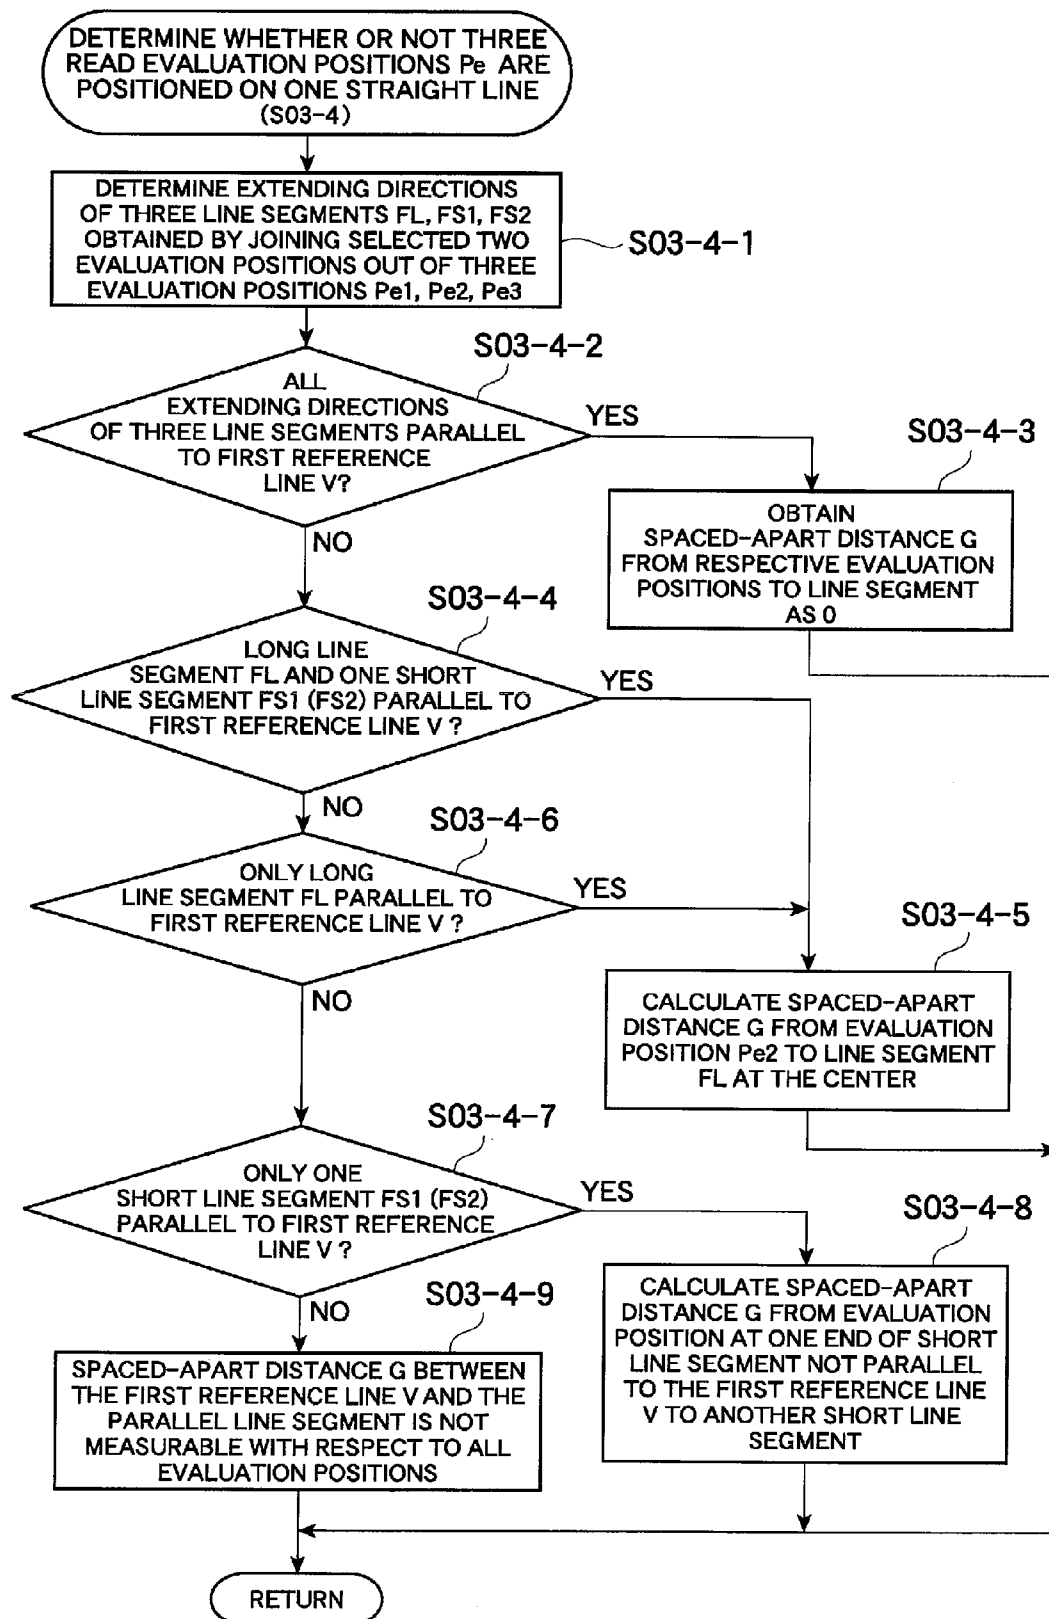 DETERMINE WHETHER OR NOT THREE
READ EVALUATION POSITIONS Pe ARE
POSITIONED ON ONE STRAIGHT LINE
(S03-4)
DETERMINE EXTENDING DIRECTIONS
OF THREE LINE SEGMENTS FL, FS1, FS2
OBTAINED BY JOINING SELECTED TWO
EVALUATION POSITIONS OUT OF THREE
EVALUATION POSITIONS Pe1, Pe2, Pe3
S03-4-1
S03-4-2
ALL
EXTENDING DIRECTIONS
OF THREE LINE SEGMENTS PARALLEL
TO FIRST REFERENCE
LINE V?
YES
NO
S03-4-3
OBTAIN
SPACED-APART DISTANCE G
FROM RESPECTIVE EVALUATION
POSITIONS TO LINE SEGMENT
AS 0
S03-4-4
LONG LINE
SEGMENT FL AND ONE SHORT
LINE SEGMENT FS1 (FS2) PARALLEL TO
FIRST REFERENCE LINE V ?
YES
NO
S03-4-6
ONLY LONG
LINE SEGMENT FL PARALLEL TO
FIRST REFERENCE LINE V ?
YES
NO
S03-4-5
CALCULATE SPACED-APART
DISTANCE G FROM EVALUATION
POSITION Pe2 TO LINE SEGMENT
FL AT THE CENTER
S03-4-7
ONLY ONE
SHORT LINE SEGMENT FS1 (FS2)
PARALLEL TO FIRST REFERENCE
LINE V ?
YES
NO
S03-4-8
CALCULATE SPACED-APART
DISTANCE G FROM EVALUATION
POSITION AT ONE END OF SHORT
LINE SEGMENT NOT PARALLEL
TO THE FIRST REFERENCE LINE
V TO ANOTHER SHORT LINE
SEGMENT
S03-4-9
SPACED-APART DISTANCE G BETWEEN
THE FIRST REFERENCE LINE V AND THE
PARALLEL LINE SEGMENT IS NOT
MEASURABLE WITH RESPECT TO ALL
EVALUATION POSITIONS
RETURN